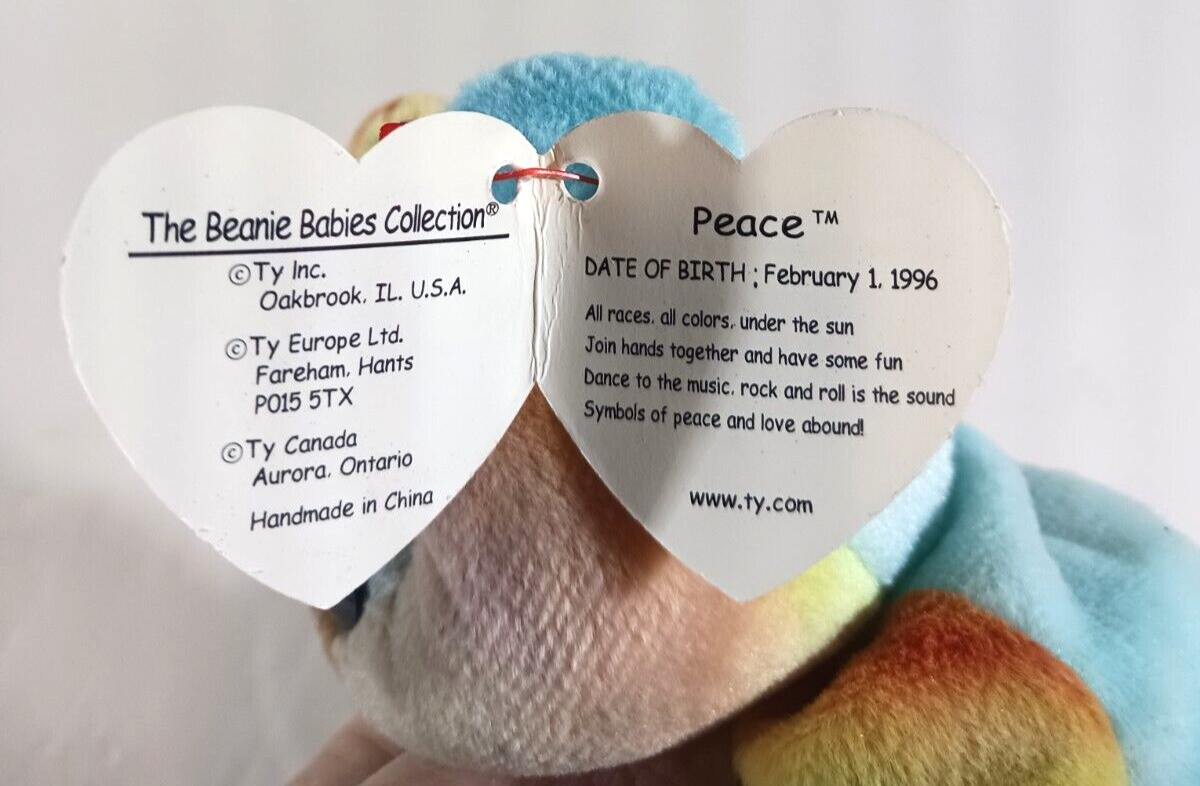 The Beanie Babies Collection®
©Ty Inc.
Oakbrook, IL. U.S.A.
©Ty Europe Ltd.
Fareham, Hants
PO15 5TX
©Ty Canada
Aurora, Ontario
Handmade in China
Peace™
DATE OF BIRTH : February 1, 1996
All races, all colors, under the sun
Join hands together and have some fun
Dance to the music, rock and roll is the sound
Symbols of peace and love abound!
www.ty.com